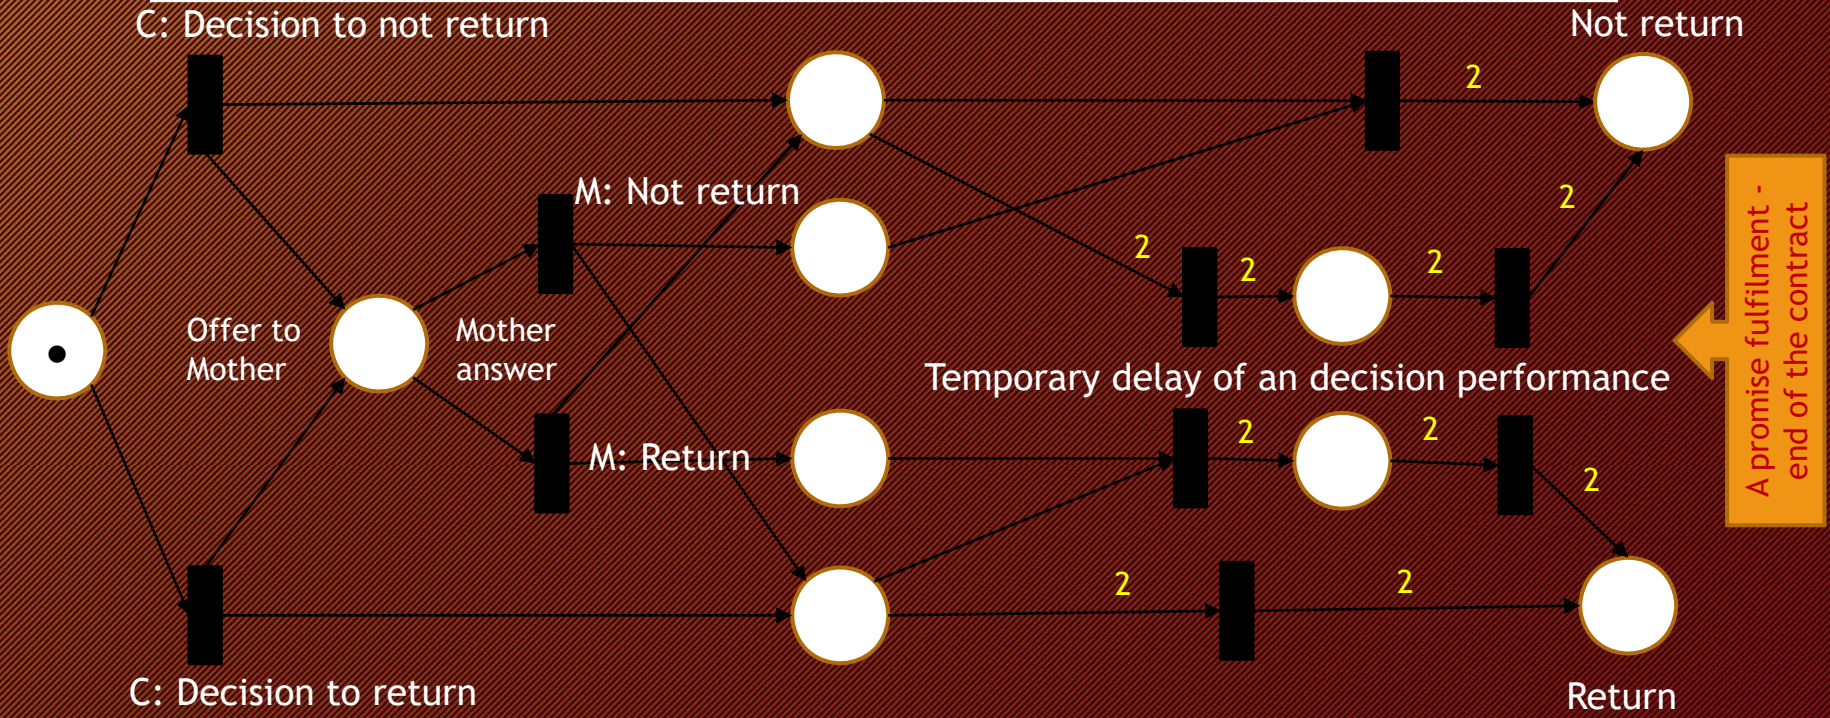 C: Decision to not return
Not return
2
M: Not return
2
2
2
2
Offer to
Mother
Mother
answer
A promise fulfilment -
end of the contract
Temporary delay of an decision performance
2
2
M: Return
2
2
2
C: Decision to return
Return